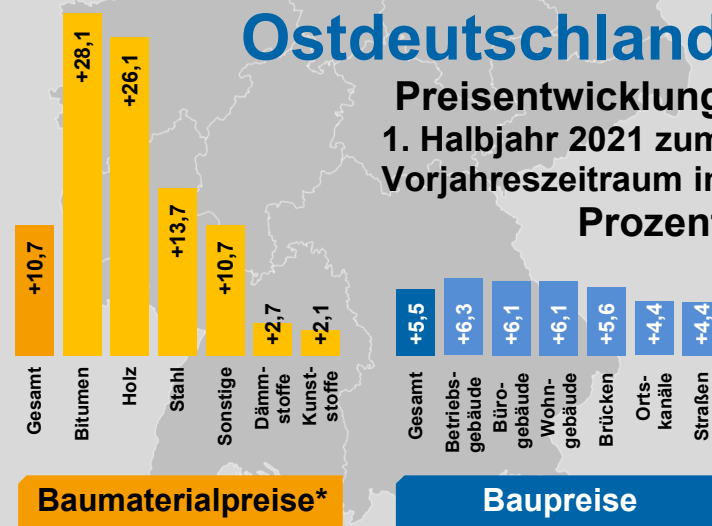 Ostdeutschland
Preisentwicklung
1. Halbjahr 2021 zum
Vorjahreszeitraum in
Prozent
+10,7
+28,1
+26,1
+13,7
+10,7
+2,7
+2,1
Gesamt
Bitumen
Holz
Stahl
Sonstige
Dämm-
stoffe
Kunst-
stoffe
Baumaterialpreise*
+5,5
+6,3
+6,1
+6,1
+5,6
+4,4
+4,4
Gesamt
Betriebs-
gebäude
Büro-
gebäude
Wohn-
gebäude
Brücken
Orts-
kanäle
Straßen
Baupreise